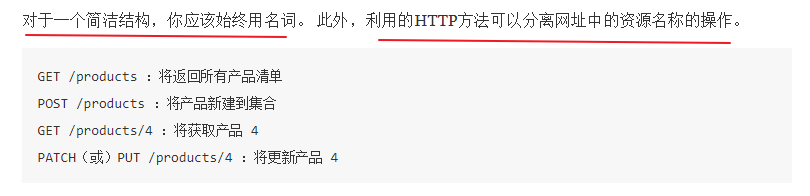 对于一个简洁结构，你应该始终用名词。 此外，利用的HTTP方法可以分离网址中的资源名称的操作。
GET /products ：将返回所有产品清单
POST /products ：将产品新建到集合
GET /products/4 ：将获取产品 4
PATCH（或）PUT /products/4 ：将更新产品 4